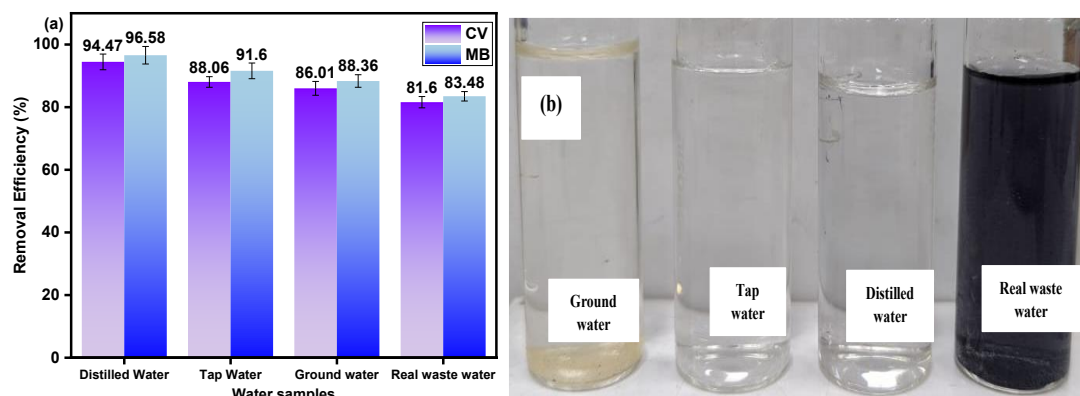 (a)
CV
MB
94.47
96.58
88.06
91.6
86.01
88.36
81.6
83.48
100
80
60
40
20
0
Removal Efficiency (%)
Distilled Water
Tap Water
Ground water
Real waste water
Water samples
(b)
Ground
water
Tap
water
Distilled
water
Real waste
water